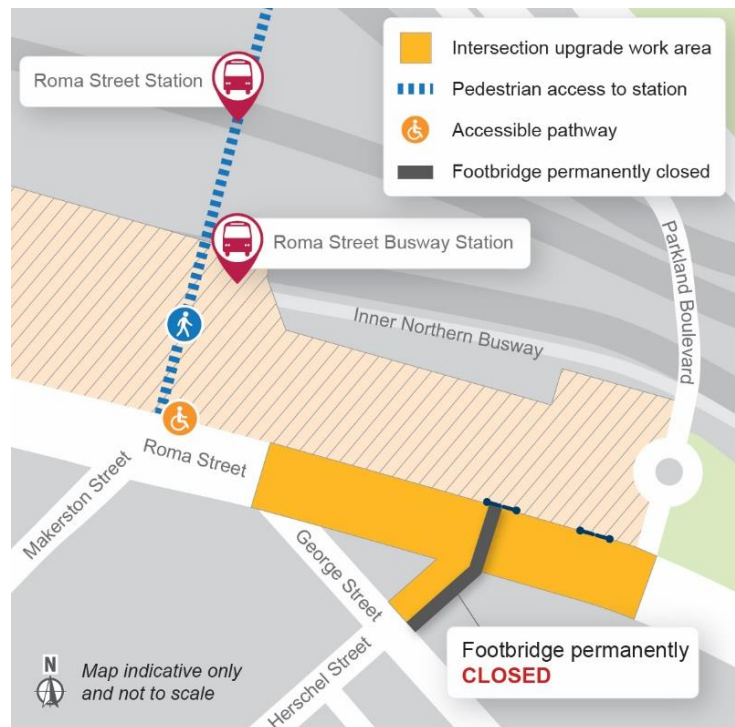 Roma Street Station
Intersection upgrade work area
Pedestrian access to station
Accessible pathway
Footbridge permanently closed
Roma Street Busway Station
Parkland Boulevard
Inner Northern Busway
Roma Street
Makerston Street
George Street
Herschel Street
Footbridge permanently
CLOSED
N
Map indicative only
and not to scale